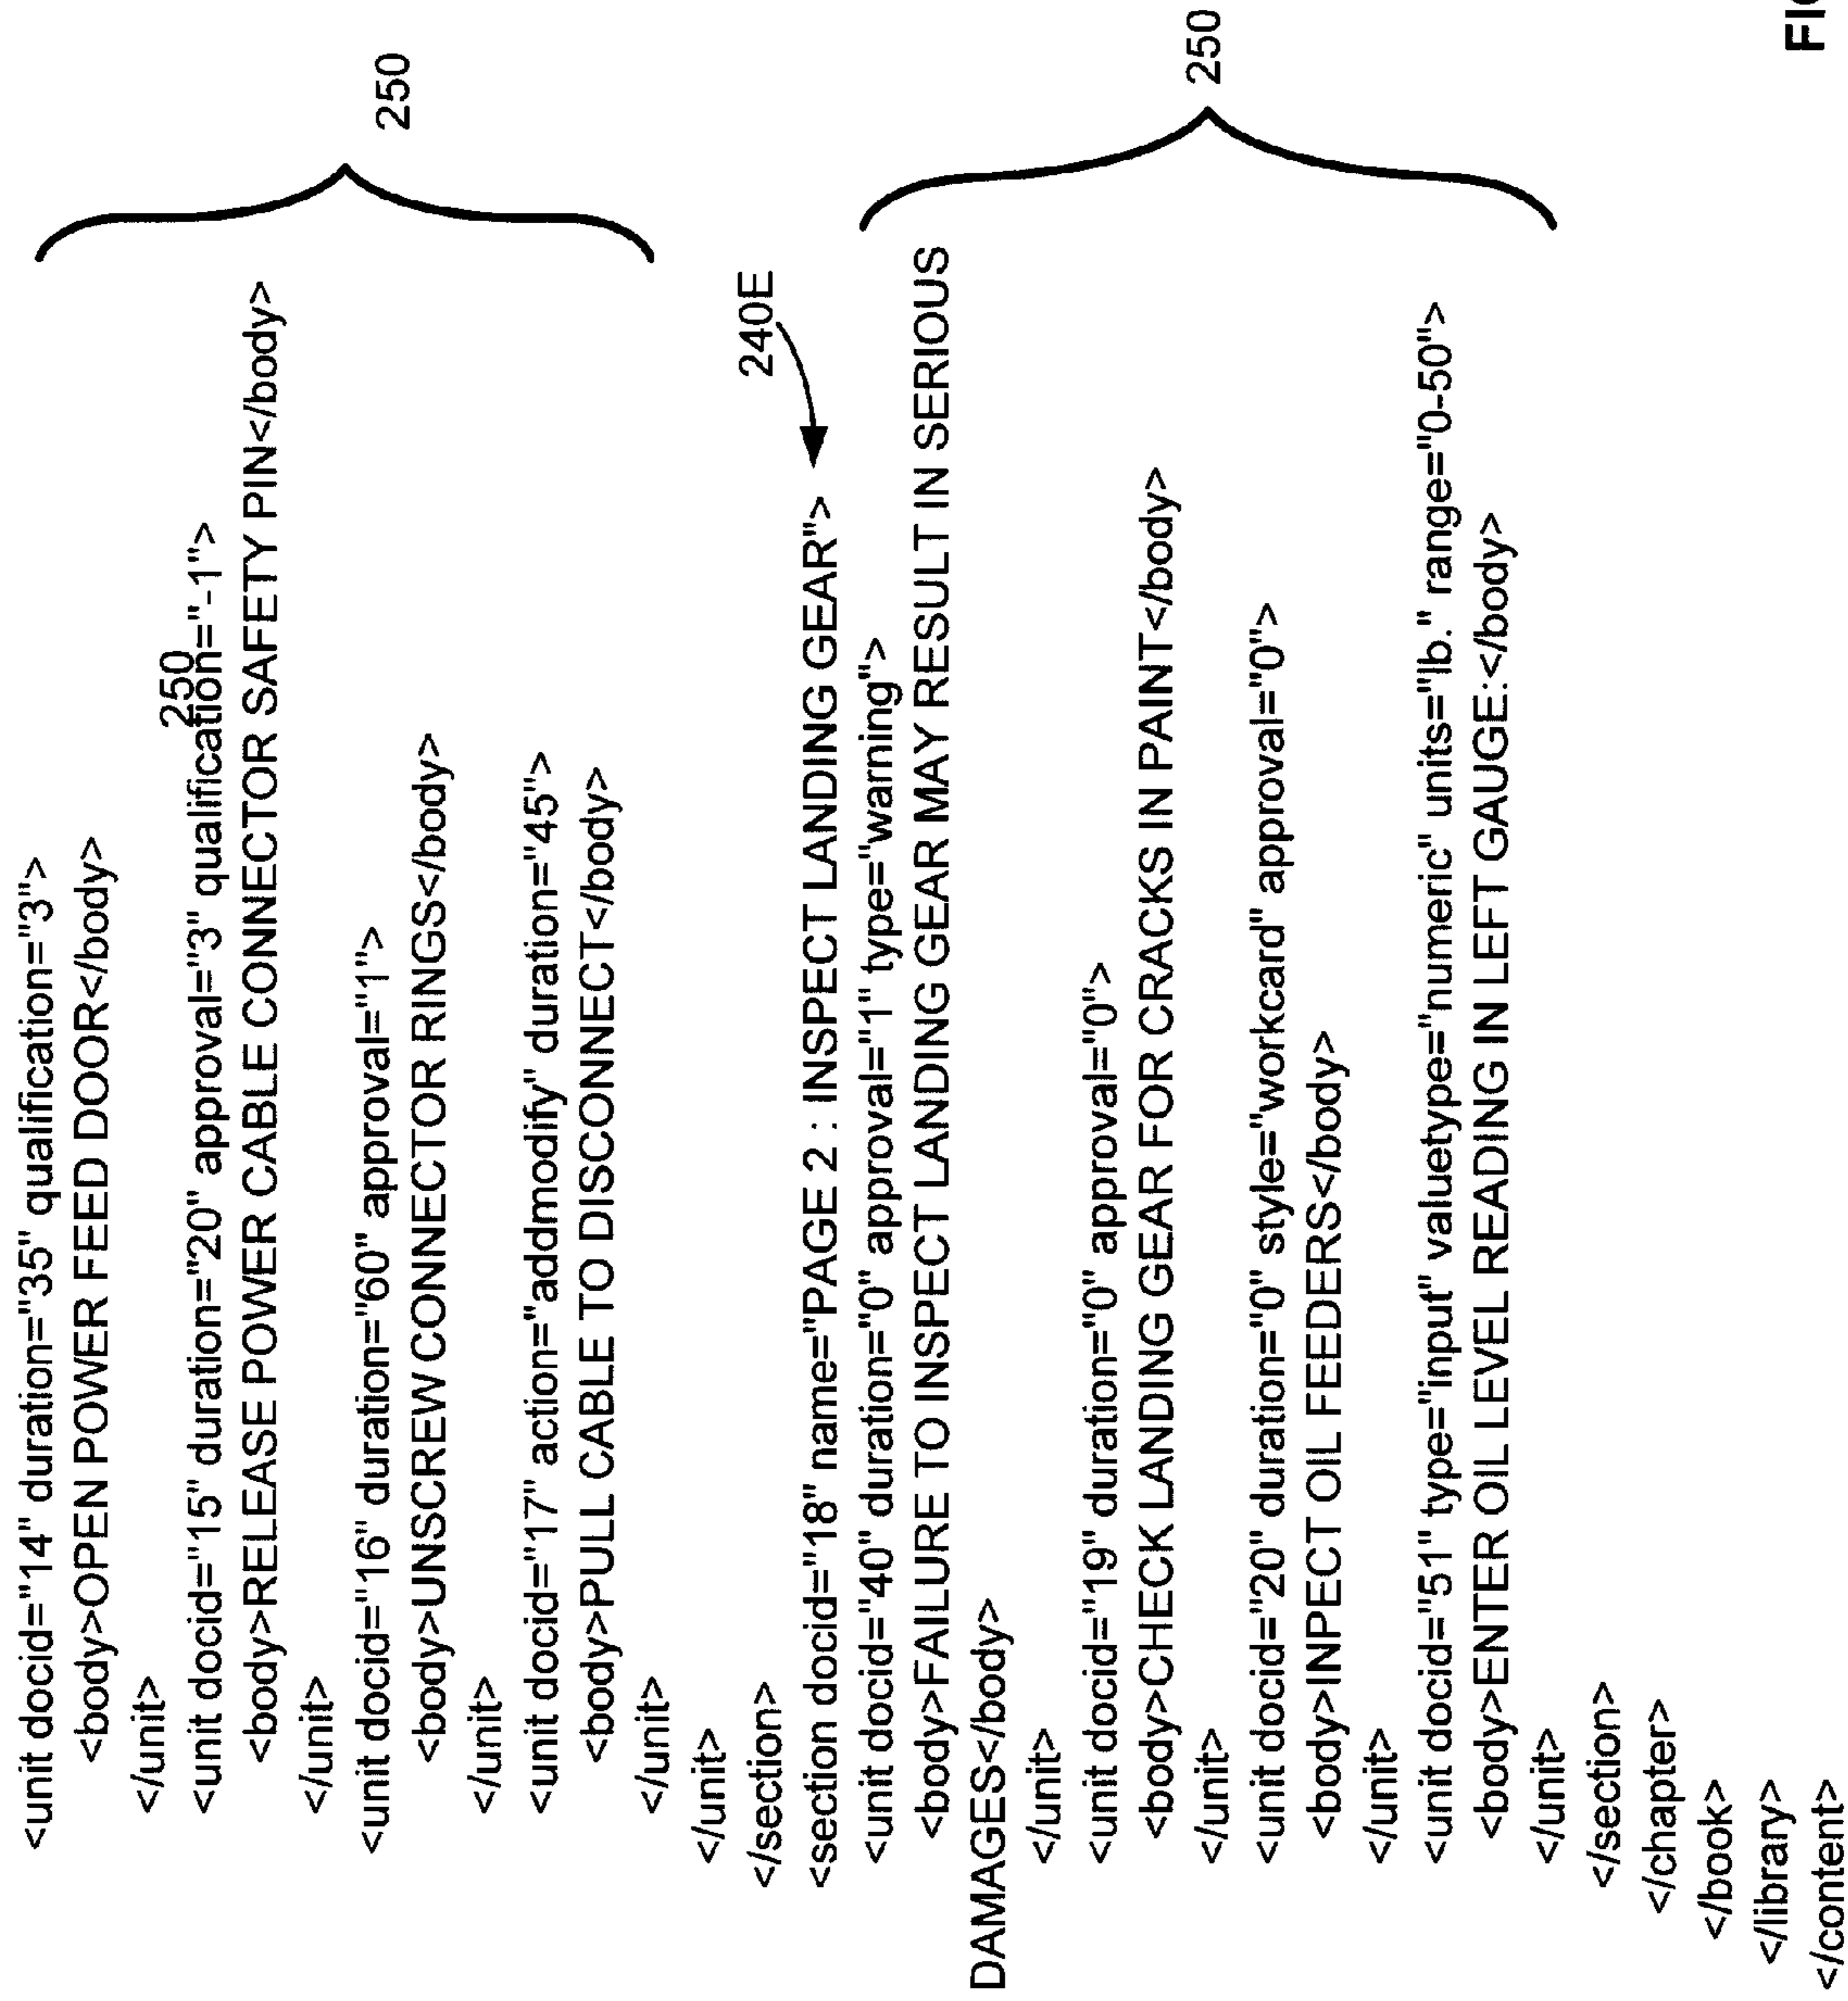 <unit docid="14" duration="35" qualification="3">
<body>OPEN POWER FEED DOOR</body>
</unit>
250
<unit docid="15" duration="20" approval="3" qualification="-1">
<body>RELEASE POWER CABLE CONNECTOR SAFETY PIN</body>
</unit>
250
<unit docid="16" duration="60" approval="1">
<body>UNSCREW CONNECTOR RINGS</body>
</unit>
<unit docid="17" action="addmodify" duration="45">
<body>PULL CABLE TO DISCONNECT</body>
</unit>
</unit>
</section>
240E
<section docid="18" name="PAGE 2 : INSPECT LANDING GEAR">
<unit docid="40" duration="0" approval="1" type="warning">
<body>FAILURE TO INSPECT LANDING GEAR MAY RESULT IN SERIOUS
DAMAGES</body>
</unit>
<unit docid="19" duration="0" approval="0">
<body>CHECK LANDING GEAR FOR CRACKS IN PAINT</body>
</unit>
250
<unit docid="20" duration="0" style="workcard" approval="0">
<body>INPECT OIL FEEDERS</body>
</unit>
<unit docid="51" type="input" valuetype="numeric" units="lb." range="0-50">
<body>ENTER OIL LEVEL READING IN LEFT GAUGE:</body>
</unit>
</section>
</chapter>
</book>
</library>
</content>